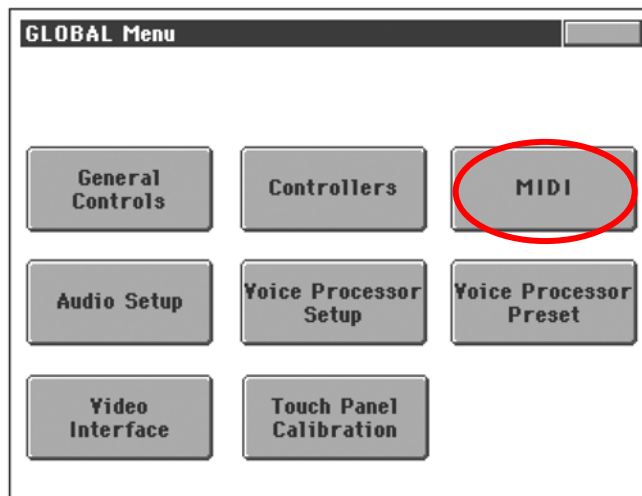 GLOBAL Menu
General
Controls
Controllers
MIDI
Audio Setup
Voice Processor
Setup
Voice Processor
Preset
Video
Interface
Touch Panel
Calibration